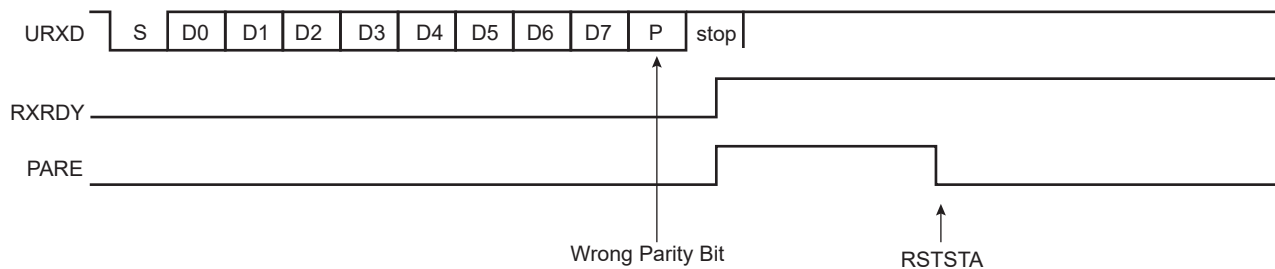 URXD S D0 D1 D2 D3 D4 D5 D6 D7 P stop
RXRDY
PARE
Wrong Parity Bit
RSTSTA